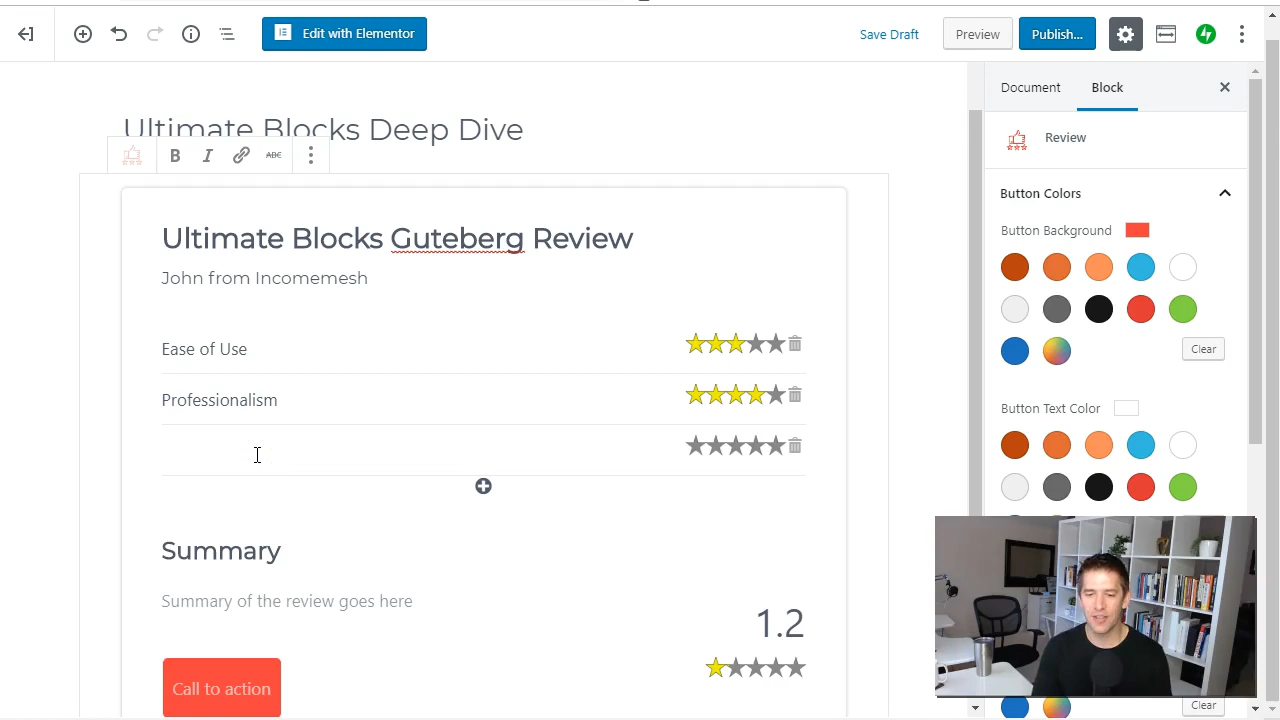 Edit with Elementor
Save Draft
Preview
Publish...
Document
Block
Ultimate Blocks Deep Dive
B I ABC
Review
Button Colors
Ultimate Blocks Guteberg Review
Button Background
John from Incomemesh
Ease of Use
Clear
Professionalism
Button Text Color
Summary
Summary of the review goes here
1.2
Call to action
Clear